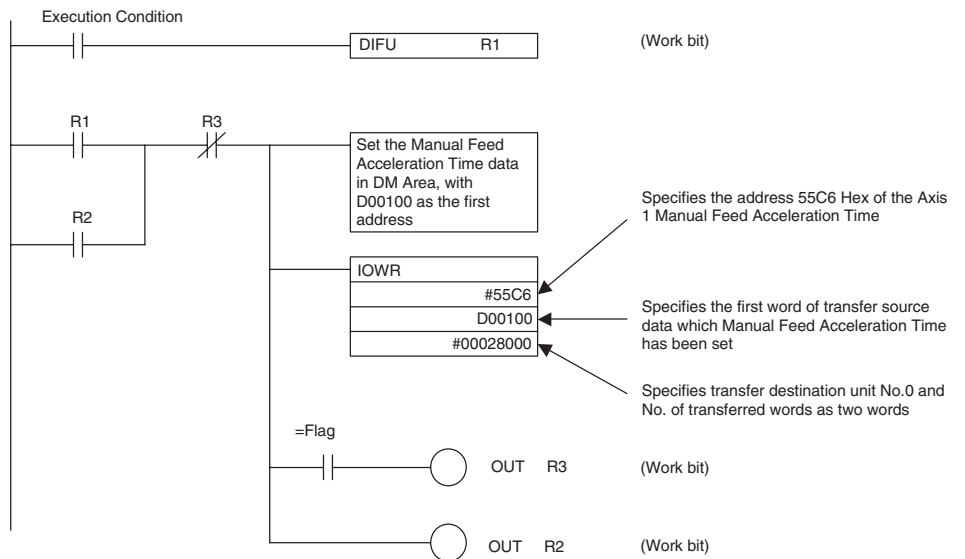 Execution Condition
DIFU R1
(Work bit)
R1
R3
Set the Manual Feed
Acceleration Time data
in DM Area, with
D00100 as the first
address
Specifies the address 55C6 Hex of the Axis
1 Manual Feed Acceleration Time
R2
IOWR
#55C6
D00100
#00028000
Specifies the first word of transfer source
data which Manual Feed Acceleration Time
has been set
Specifies transfer destination unit No.0 and
No. of transferred words as two words
=Flag
OUT R3
(Work bit)
OUT R2
(Work bit)